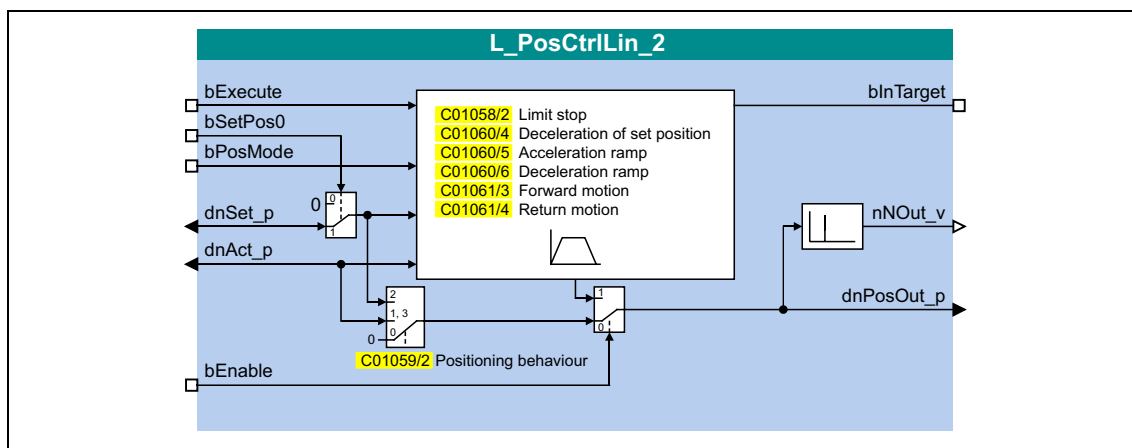 L_PosCtrlLin_2
bExecute
bSetPos0
bPosMode
dnSet_p
dnAct_p
bEnable
0
0
1
C01058/2 Limit stop
C01060/4 Deceleration of set position
C01060/5 Acceleration ramp
C01060/6 Deceleration ramp
C01061/3 Forward motion
C01061/4 Return motion
2
1, 3
0
0
C01059/2 Positioning behaviour
1
0
bInTarget
nNOut_v
dnPosOut_p